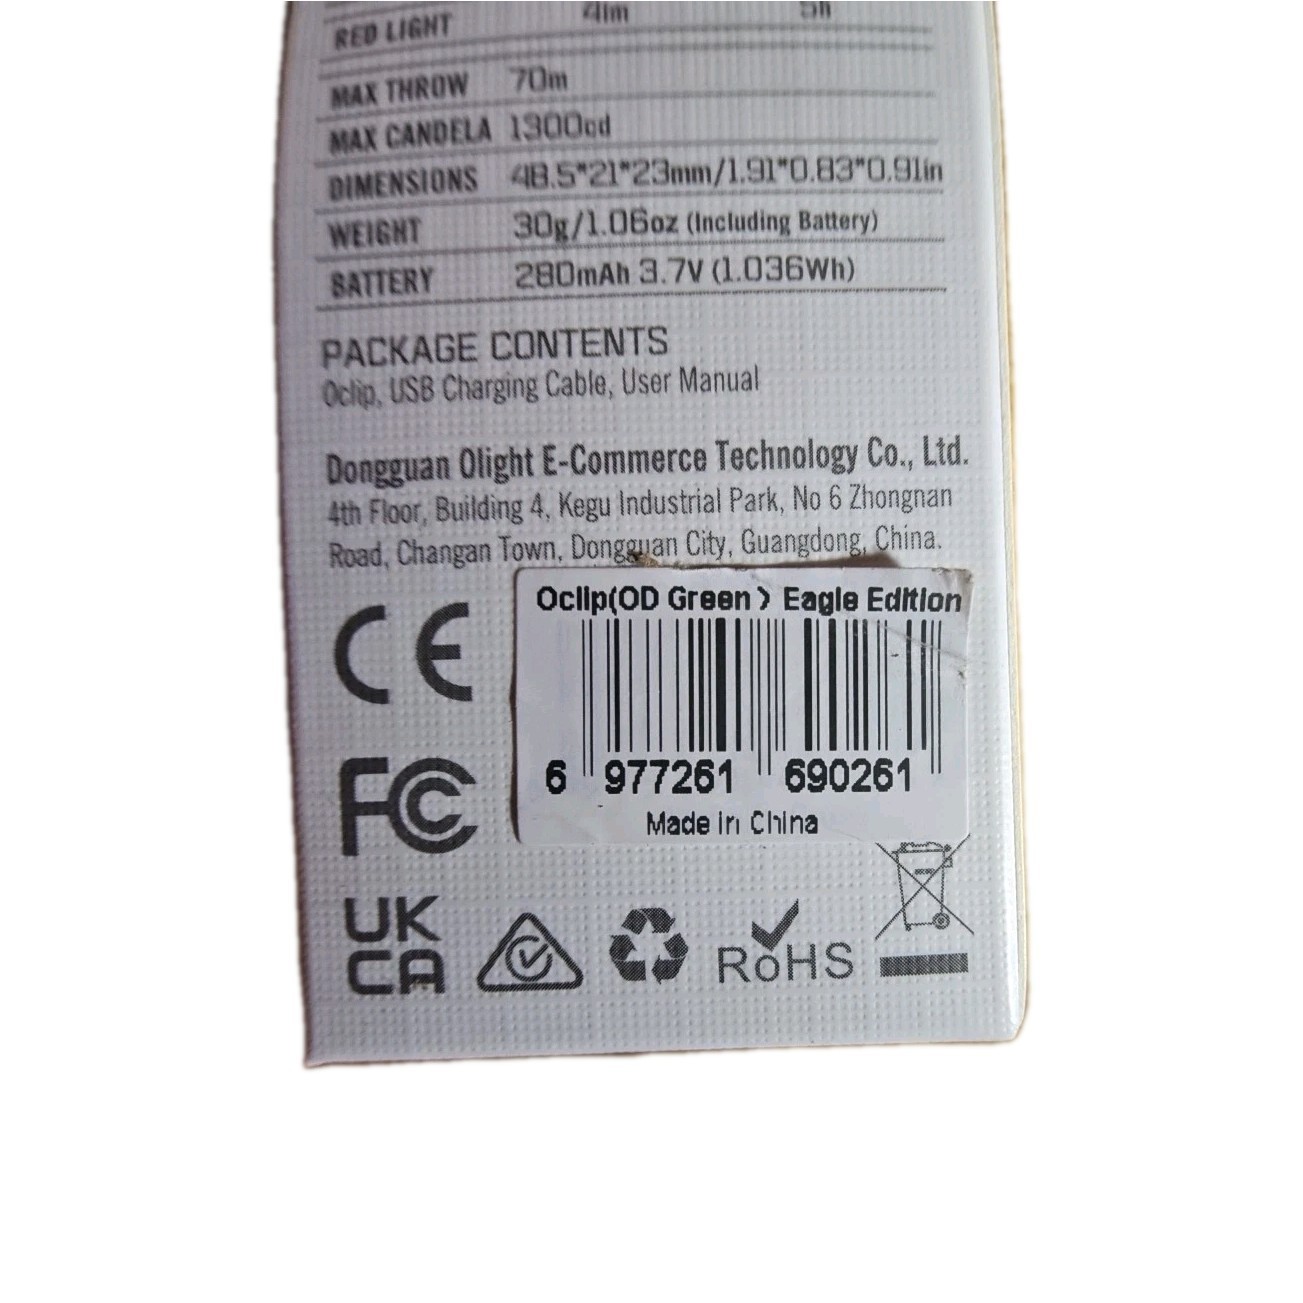 RED LIGHT 4lm 5h
MAX THROW 70m
MAX CANDELA 1300cd
DIMENSIONS 48.5*21*23mm/1.91*0.83*0.91in
WEIGHT 30g/1.06oz (Including Battery)
BATTERY 280mAh 3.7V (1.036Wh)
PACKAGE CONTENTS
Oclip, USB Charging Cable, User Manual
Dongguan Olight E-Commerce Technology Co., Ltd.
4th Floor, Building 4, Kegu Industrial Park, No 6 Zhongnan
Road, Changan Town, Dongguan City, Guangdong, China.
Oclip(OD Green) Eagle Edition
6 977261 690261
Made in China
CE
FC
UK
CA
RoHS